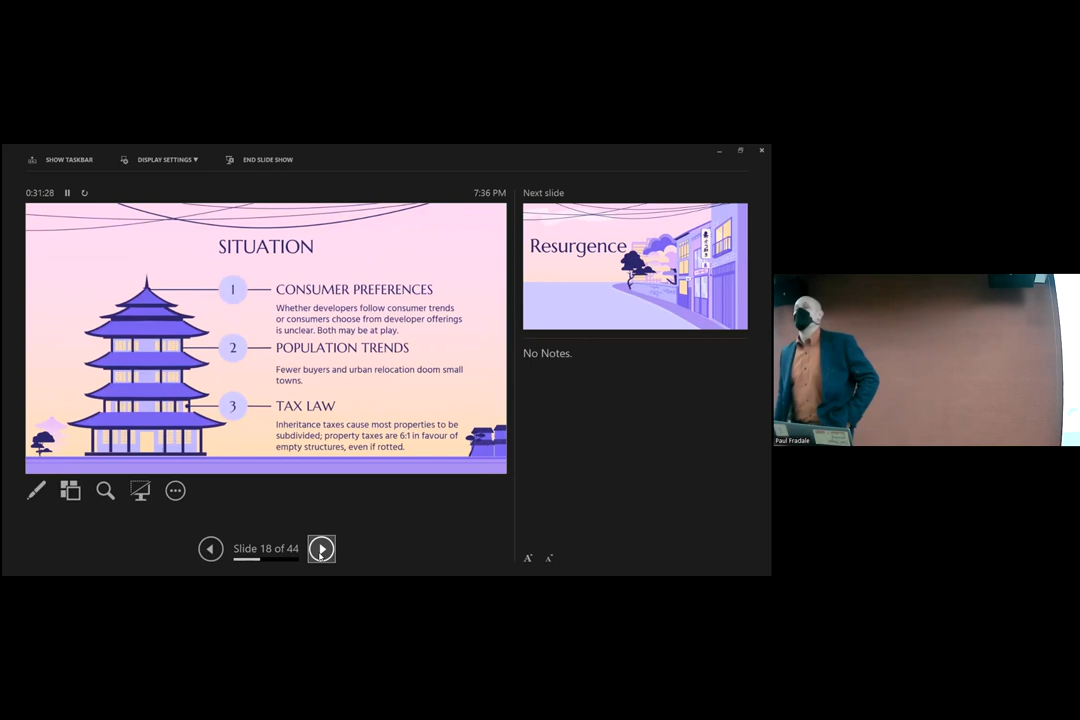 SHOW TASKBAR
DISPLAY SETTINGS ▼
END SLIDE SHOW
0:31:28
7:36 PM
Next slide
SITUATION
1
CONSUMER PREFERENCES
Whether developers follow consumer trends
or consumers choose from developer offerings
is unclear. Both may be at play.
2
POPULATION TRENDS
Fewer buyers and urban relocation doom small
towns.
3
TAX LAW
Inheritance taxes cause most properties to be
subdivided; property taxes are 6:1 in favour of
empty structures, even if rotted.
Resurgence
No Notes.
Paul Fradale
Slide 18 of 44
A
A